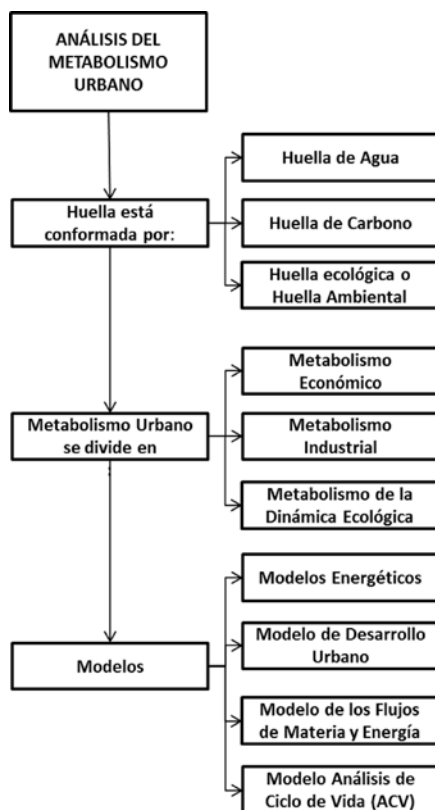 ANÁLISIS DEL
METABOLISMO
URBANO
Huella de Agua
Huella está
conformada por:
Huella de Carbono
Huella ecológica o
Huella Ambiental
Metabolismo
Económico
Metabolismo Urbano
se divide en
:
Metabolismo
Industrial
Metabolismo de la
Dinámica Ecológica
Modelos Energéticos
Modelo de Desarrollo
Urbano
Modelos
Modelo de los Flujos
de Materia y Energía
Modelo Análisis de
Ciclo de Vida (ACV)